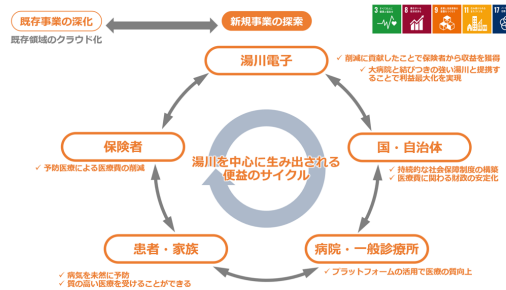 既存事業の深化
新規事業の探索
既存領域のクラウド化
3
8
9
11
17
湯川電子
✓ 削減に貢献したことで保険者から収益を獲得
✓ 大病院と結びつきの強い湯川と提携す
ることで利益最大化を実現
保険者
✓ 予防医療による医療費の削減
国・自治体
✓ 持続的な社会保障制度の構築
✓ 医療費に関わる財政の安定化
湯川を中心に生み出される
便益のサイクル
患者・家族
✓ 病気を未然に予防
✓ 質の高い医療を受けることができる
病院・一般診療所
✓ プラットフォームの活用で医療の質向上